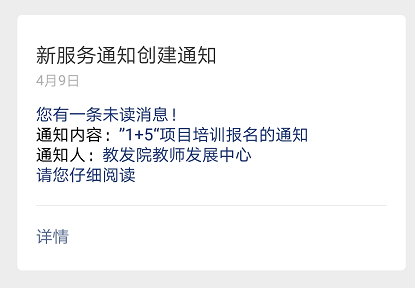 新服务通知创建通知
4月9日
您有一条未读消息！
通知内容：”1+5“项目培训报名的通知
通知人：教发院教师发展中心
请您仔细阅读
详情